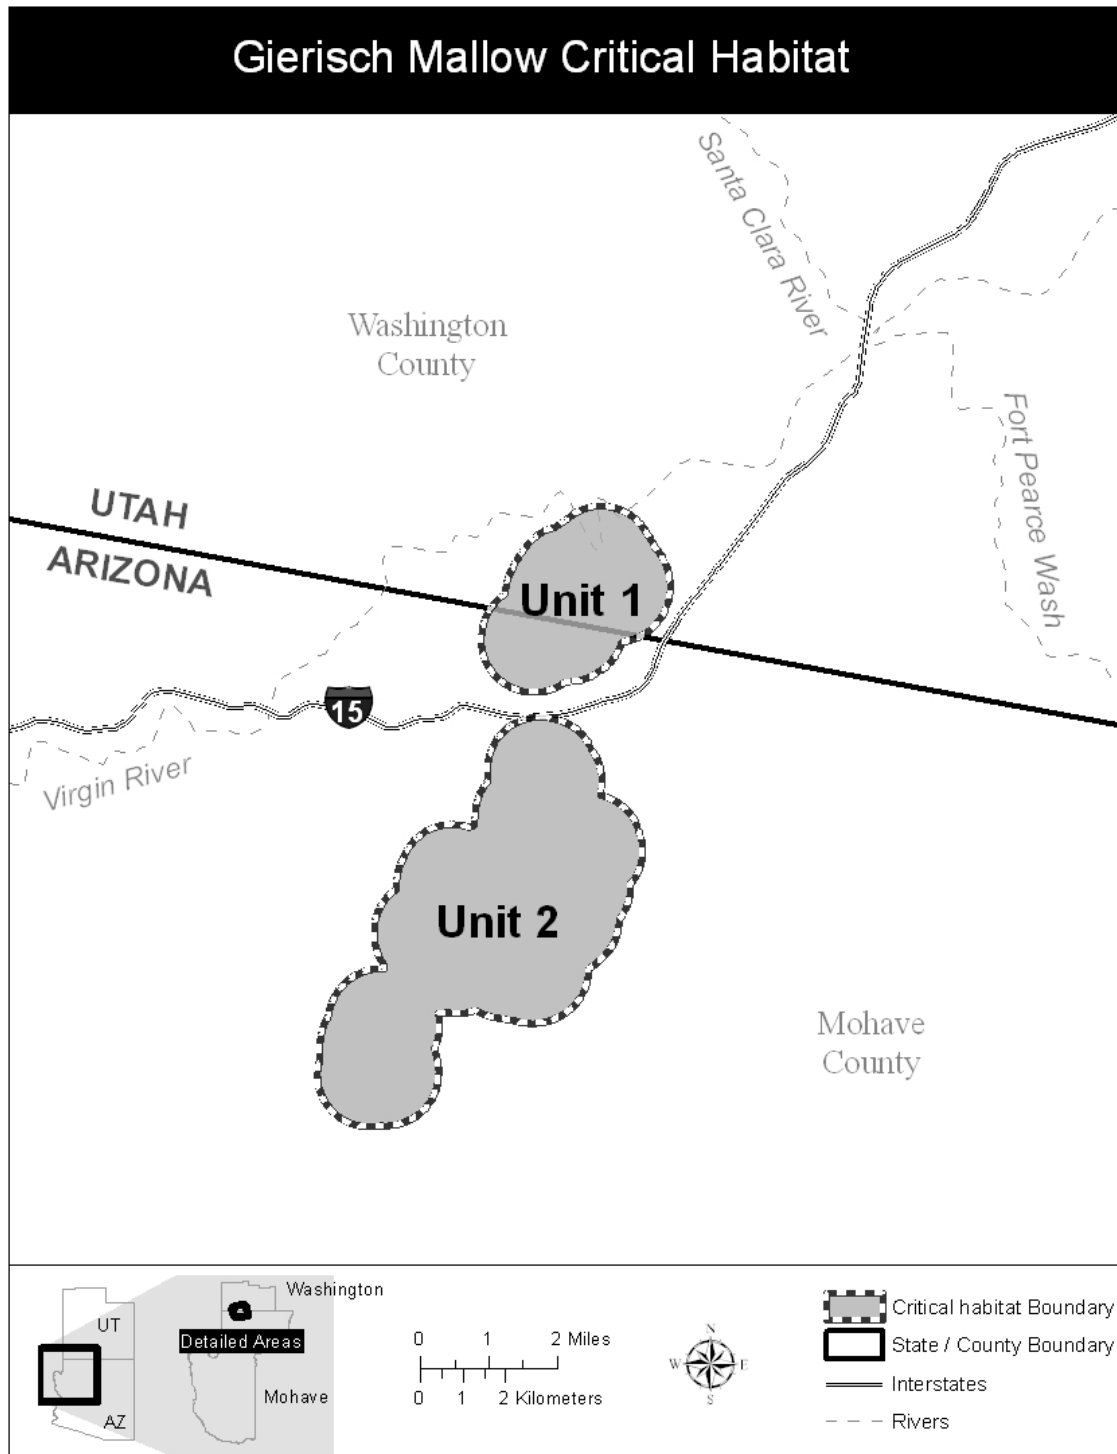 Gierisch Mallow Critical Habitat
Santa Clara River
Washington
County
Fort Pearce Wash
UTAH
ARIZONA
Unit 1
15
Virgin River
Unit 2
Mohave
County
UT
AZ
Washington
Detailed Areas
Mohave
0 1 2 Miles
0 1 2 Kilometers
N
W E
S
Critical habitat Boundary
State / County Boundary
Interstates
Rivers